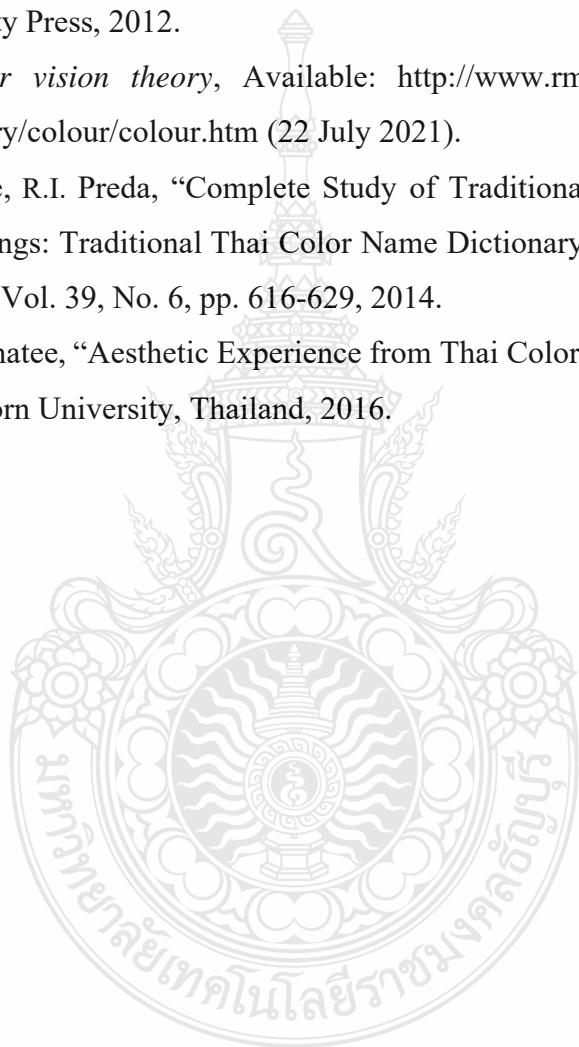 ty Press, 2012.
r vision theory, Available: http://www.rm
ry/colour/colour.htm (22 July 2021).
e, R.I. Preda, “Complete Study of Traditiona
ngs: Traditional Thai Color Name Dictionary
Vol. 39, No. 6, pp. 616-629, 2014.
natee, “Aesthetic Experience from Thai Color
orn University, Thailand, 2016.
มหาวิทยาลัยเทคโนโลยีราชมงคลธัญบุรี